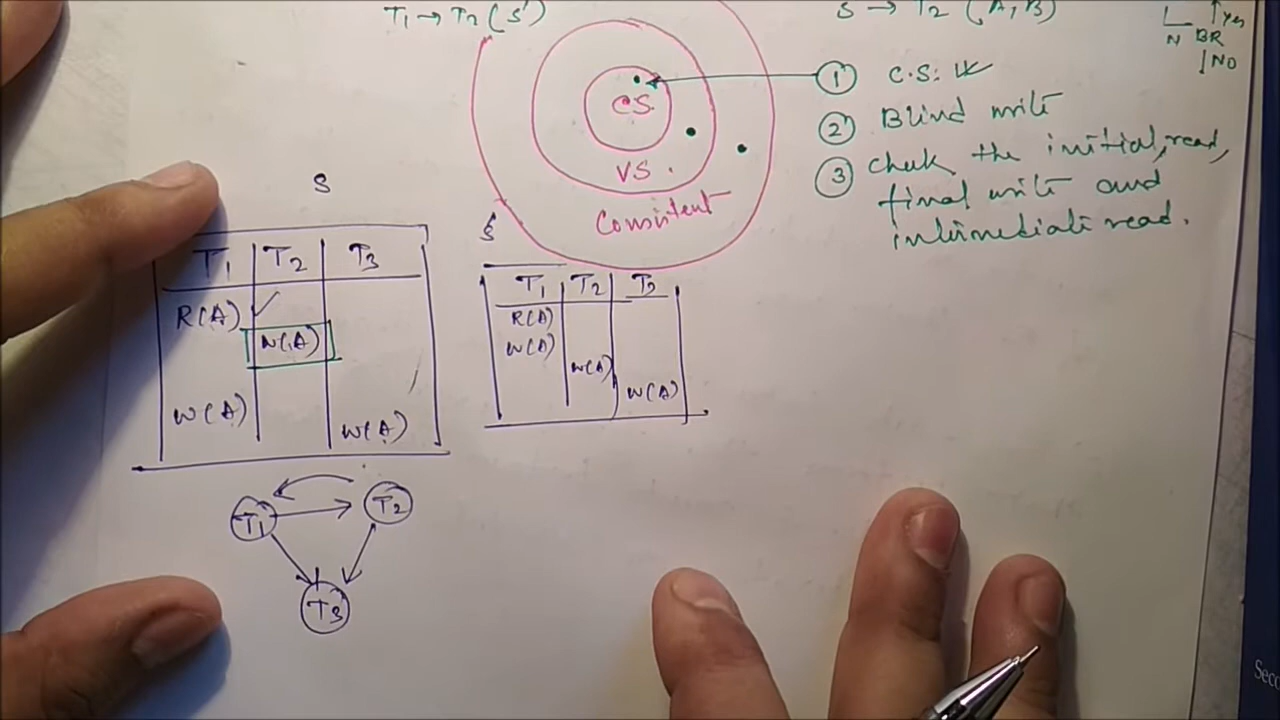 T1 → T2 (S')
S → T2 (A, B)
Yes
N BR
NO
① C.S: ✓
② Blind write
③ Check the initial, read,
final write and
intermediate read.
CS
VS.
Consistent
S
T1 T2 T3
R(A) ✓
W(A)
W(A)
W(A)
S'
T1 T2 T3
R(A)
W(A)
W(A)
W(A)
T1 T2
T3